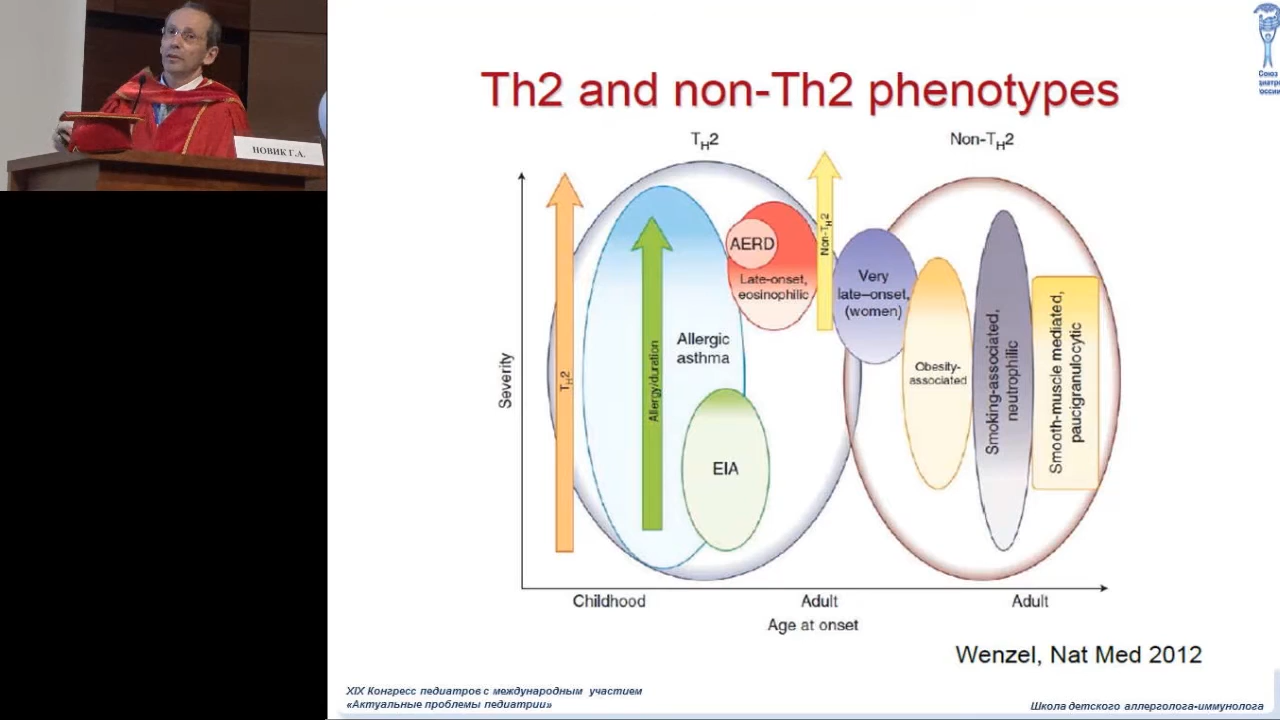 НОВИК Г.А.
Союз
педиатров
России
Th2 and non-Th2 phenotypes
TH2
Non-TH2
Severity
TH2
Allergy/duration
Allergic
asthma
EIA
AERD
Late-onset,
eosinophilic
Non-TH2
Very
late–onset,
(women)
Obesity-
associated
Smoking-associated,
neutrophilic
Smooth-muscle mediated,
paucigranulocytic
Childhood
Adult
Adult
Age at onset
Wenzel, Nat Med 2012
XIX Конгресс педиатров с международным участием
«Актуальные проблемы педиатрии»
Школа детского аллерголога-иммунолога